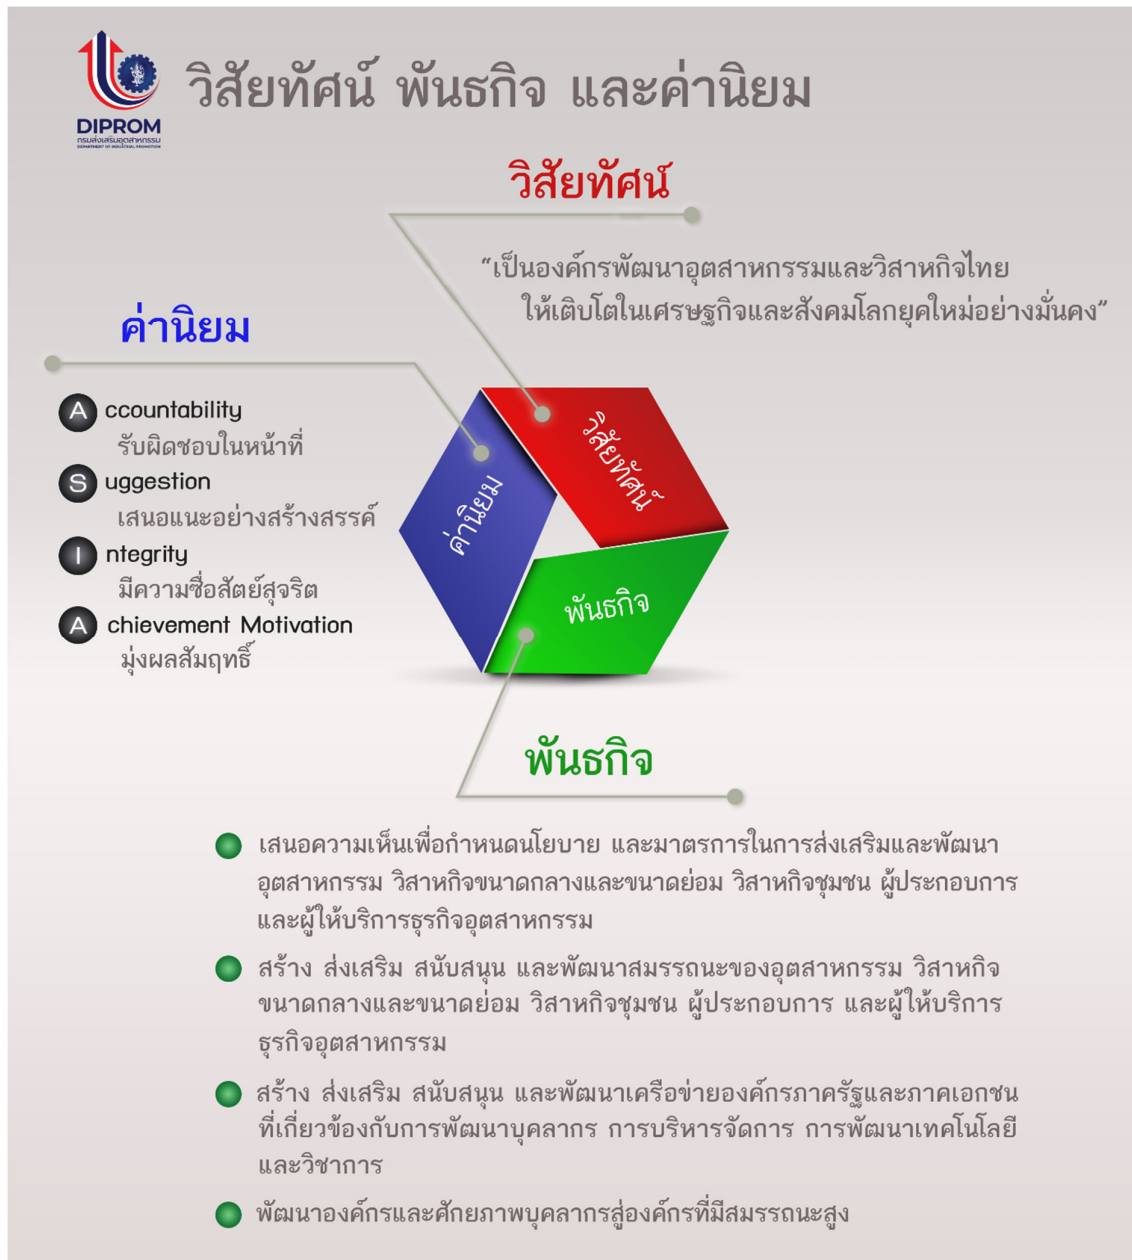 DIPROM
กรมส่งเสริมอุตสาหกรรม
DEPARTMENT OF INDUSTRIAL PROMOTION
วิสัยทัศน์ พันธกิจ และค่านิยม
วิสัยทัศน์
“เป็นองค์กรพัฒนาอุตสาหกรรมและวิสาหกิจไทย
ให้เติบโตในเศรษฐกิจและสังคมโลกยุคใหม่อย่างมั่นคง”
ค่านิยม
Accountability
รับผิดชอบในหน้าที่
Suggestion
เสนอแนะอย่างสร้างสรรค์
Integrity
มีความซื่อสัตย์สุจริต
Achievement Motivation
มุ่งผลสัมฤทธิ์
วิสัยทัศน์
ค่านิยม
พันธกิจ
พันธกิจ
เสนอความเห็นเพื่อกำหนดนโยบาย และมาตรการในการส่งเสริมและพัฒนา
อุตสาหกรรม วิสาหกิจขนาดกลางและขนาดย่อม วิสาหกิจชุมชน ผู้ประกอบการ
และผู้ให้บริการธุรกิจอุตสาหกรรม
สร้าง ส่งเสริม สนับสนุน และพัฒนาสมรรถนะของอุตสาหกรรม วิสาหกิจ
ขนาดกลางและขนาดย่อม วิสาหกิจชุมชน ผู้ประกอบการ และผู้ให้บริการ
ธุรกิจอุตสาหกรรม
สร้าง ส่งเสริม สนับสนุน และพัฒนาเครือข่ายองค์กรภาครัฐและภาคเอกชน
ที่เกี่ยวข้องกับการพัฒนาบุคลากร การบริหารจัดการ การพัฒนาเทคโนโลยี
และวิชาการ
พัฒนาองค์กรและศักยภาพบุคลากรสู่องค์กรที่มีสมรรถนะสูง